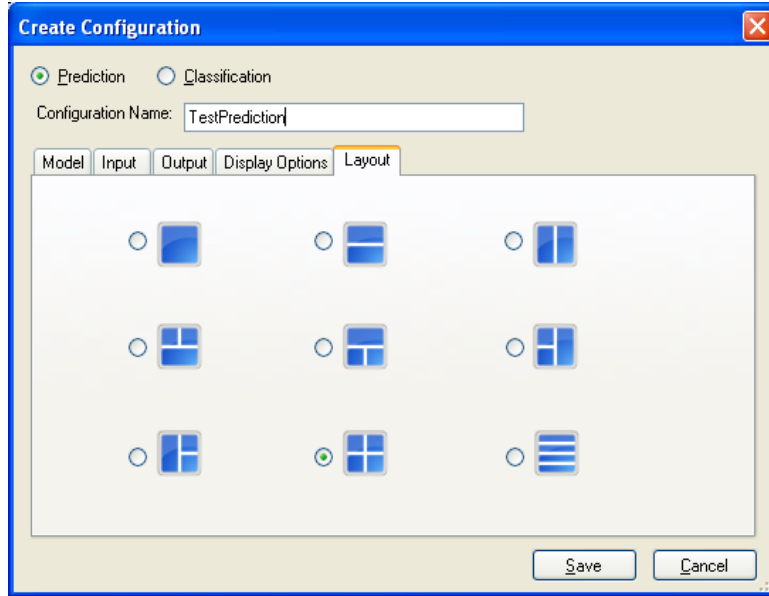 Create Configuration
Prediction Classification
Configuration Name: TestPrediction
Model Input Output Display Options Layout
Save Cancel